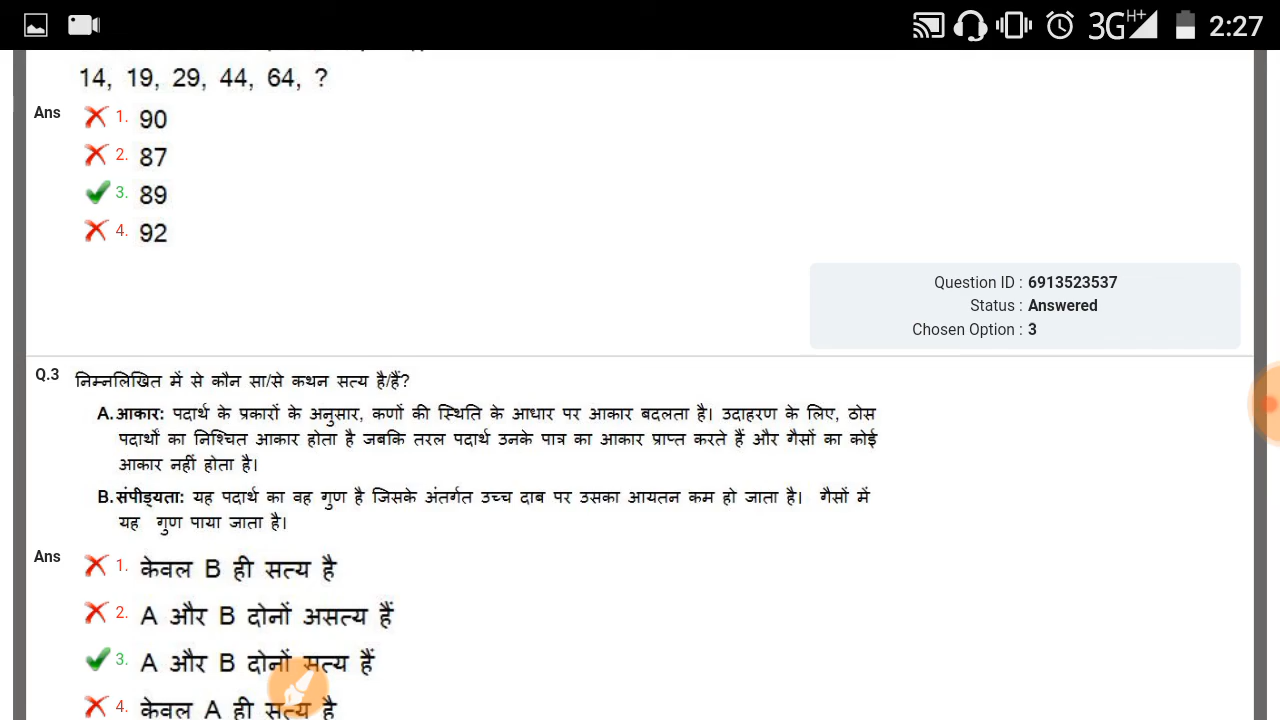 3G H+ 2:27
14, 19, 29, 44, 64, ?
Ans 1. 90
2. 87
3. 89
4. 92
Question ID : 6913523537
Status : Answered
Chosen Option : 3
Q.3 निम्नलिखित में से कौन सा/से कथन सत्य है/हैं?
A. आकार: पदार्थ के प्रकारों के अनुसार, कणों की स्थिति के आधार पर आकार बदलता है। उदाहरण के लिए, ठोस
पदार्थों का निश्चित आकार होता है जबकि तरल पदार्थ उनके पात्र का आकार प्राप्त करते हैं और गैसों का कोई
आकार नहीं होता है।
B. संपीड्यता: यह पदार्थ का वह गुण है जिसके अंतर्गत उच्च दाब पर उसका आयतन कम हो जाता है। गैसों में
यह गुण पाया जाता है।
Ans 1. केवल B ही सत्य है
2. A और B दोनों असत्य हैं
3. A और B दोनों सत्य हैं
4. केवल A ही सत्य है